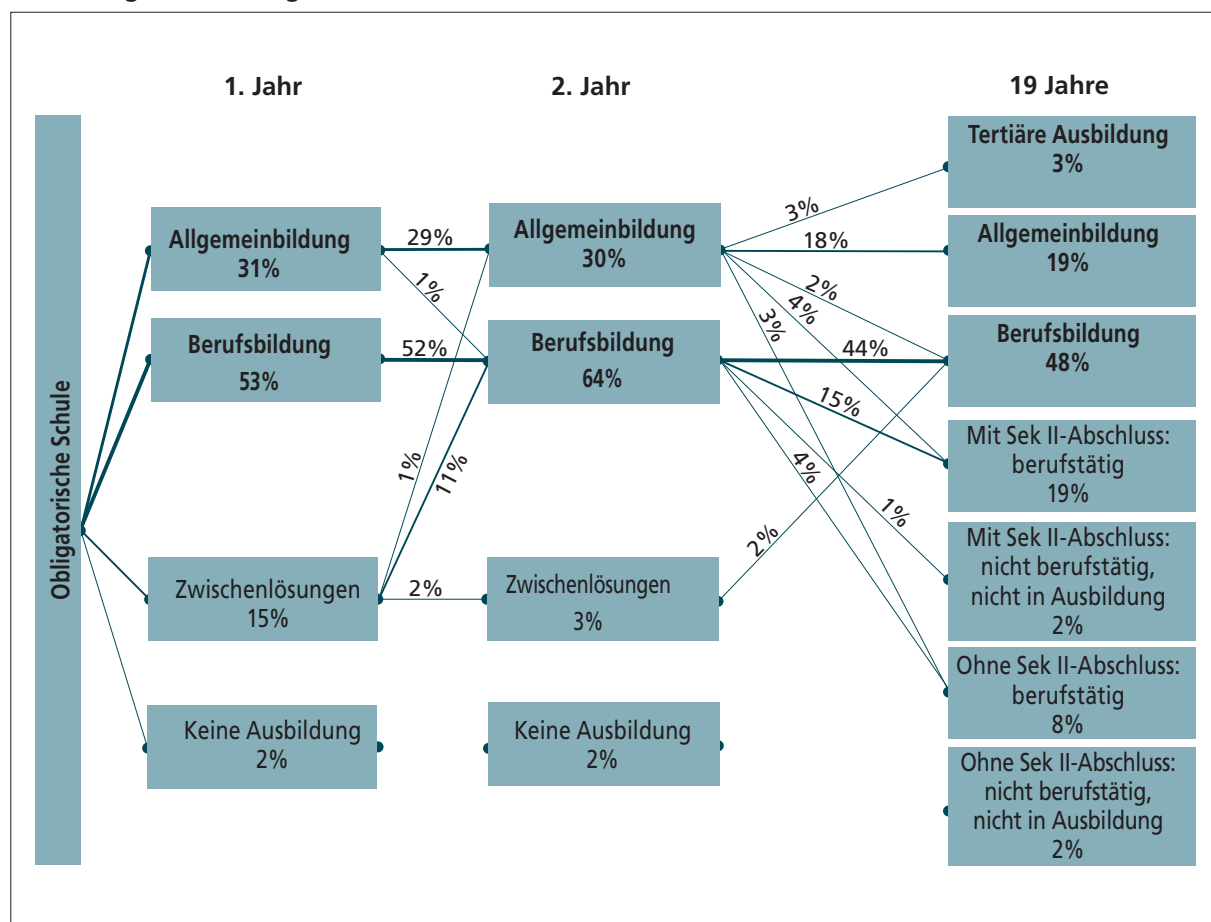 1. Jahr
2. Jahr
19 Jahre
Obligatorische Schule
Allgemeinbildung
31%
Berufsbildung
53%
Zwischenlösungen
15%
Keine Ausbildung
2%
29%
1%
52%
1%
11%
2%
Allgemeinbildung
30%
Berufsbildung
64%
Zwischenlösungen
3%
Keine Ausbildung
2%
3%
18%
2%
4%
3%
44%
15%
4%
1%
2%
Tertiäre Ausbildung
3%
Allgemeinbildung
19%
Berufsbildung
48%
Mit Sek II-Abschluss:
berufstätig
19%
Mit Sek II-Abschluss:
nicht berufstätig,
nicht in Ausbildung
2%
Ohne Sek II-Abschluss:
berufstätig
8%
Ohne Sek II-Abschluss:
nicht berufstätig,
nicht in Ausbildung
2%